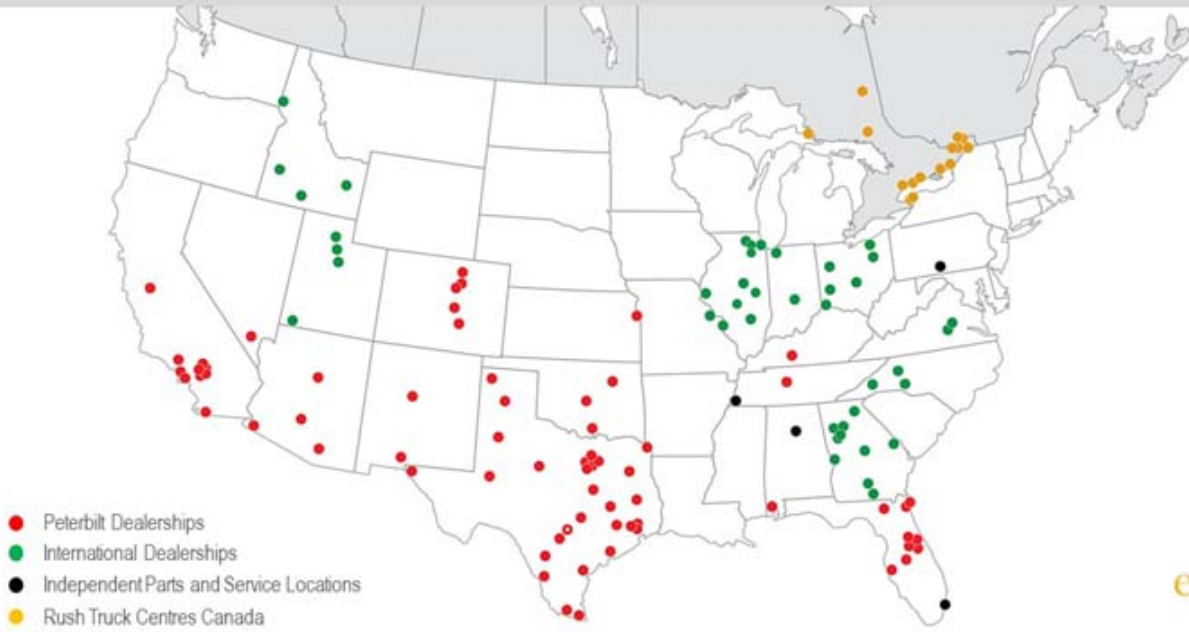 Peterbilt Dealerships
International Dealerships
Independent Parts and Service Locations
Rush Truck Centres Canada
e